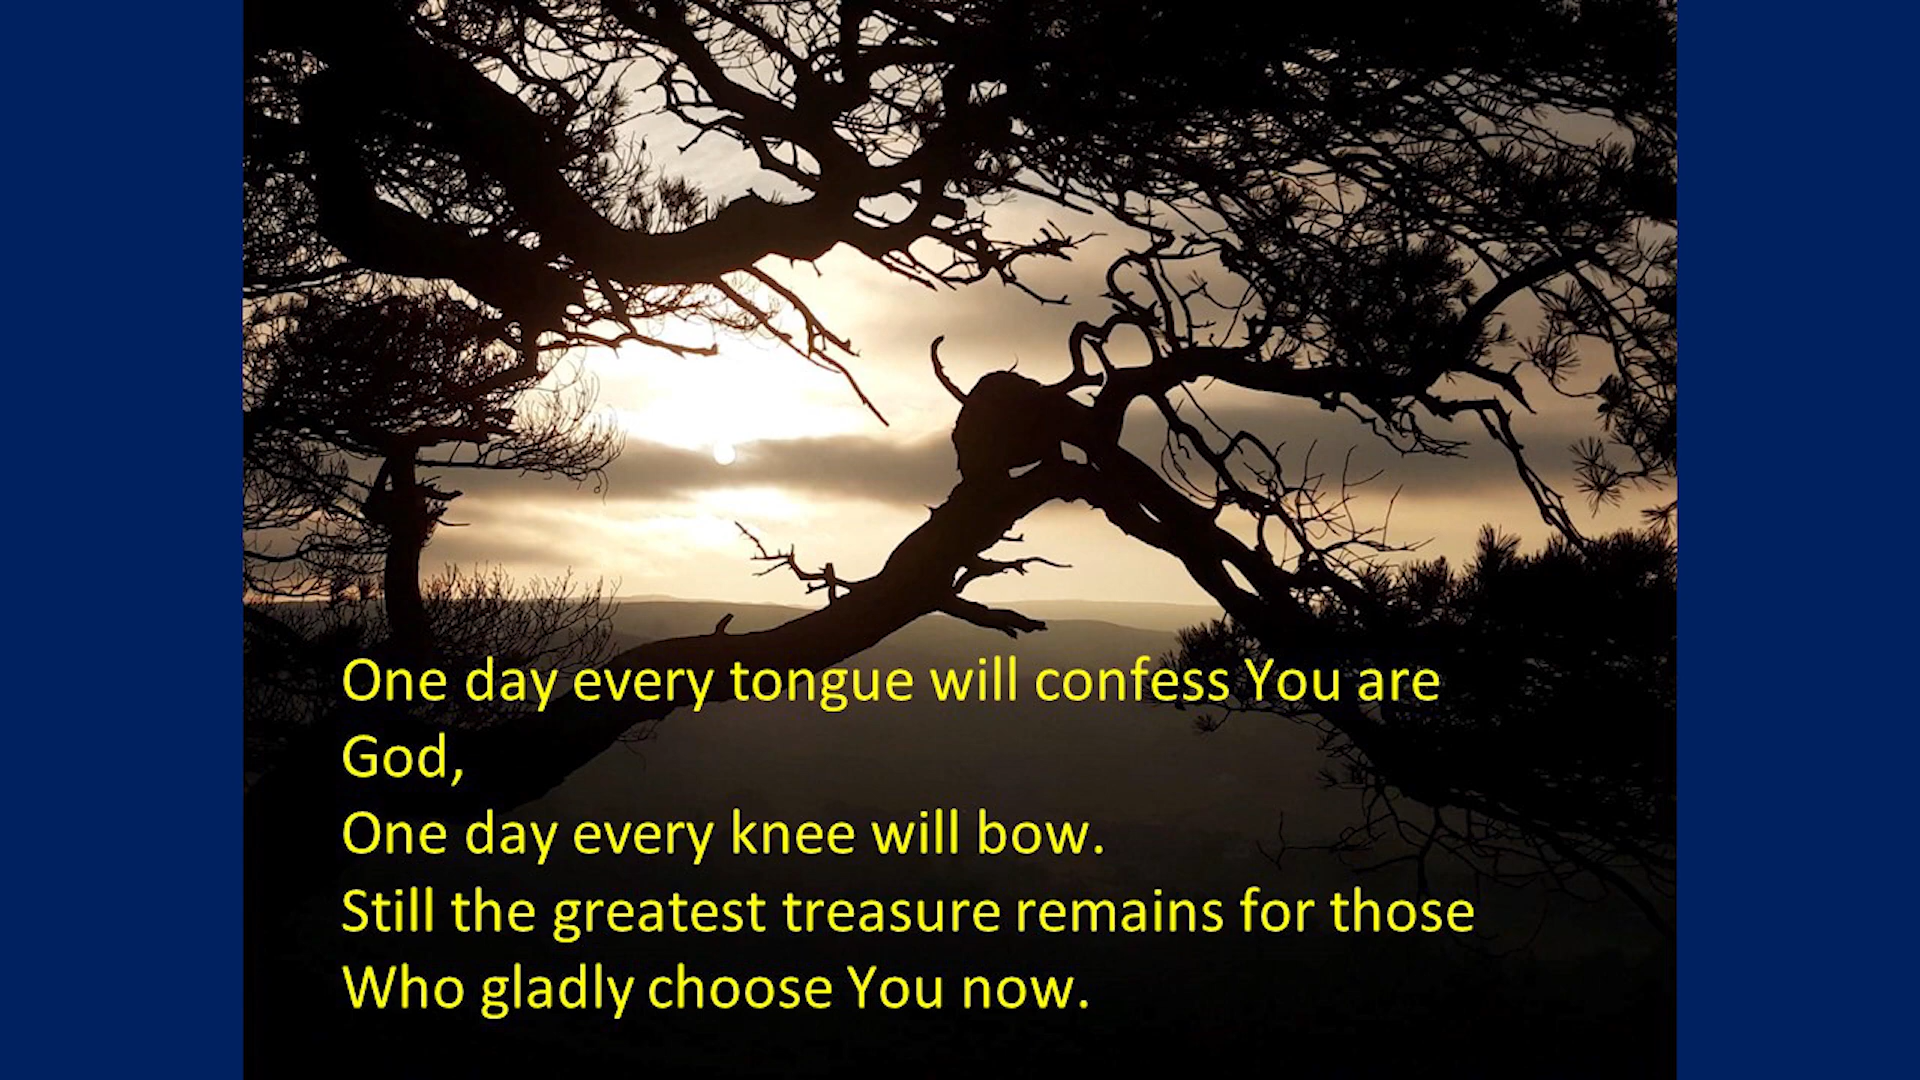 One day every tongue will confess You are
God,
One day every knee will bow.
Still the greatest treasure remains for those
Who gladly choose You now.